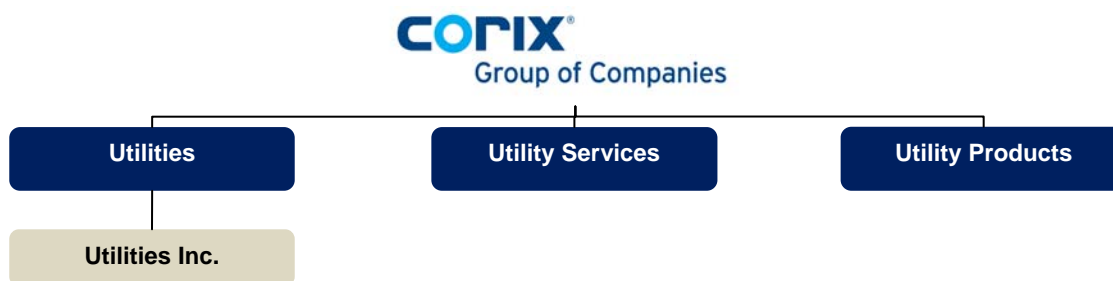 corix®
Group of Companies
Utilities
Utility Services
Utility Products
Utilities Inc.